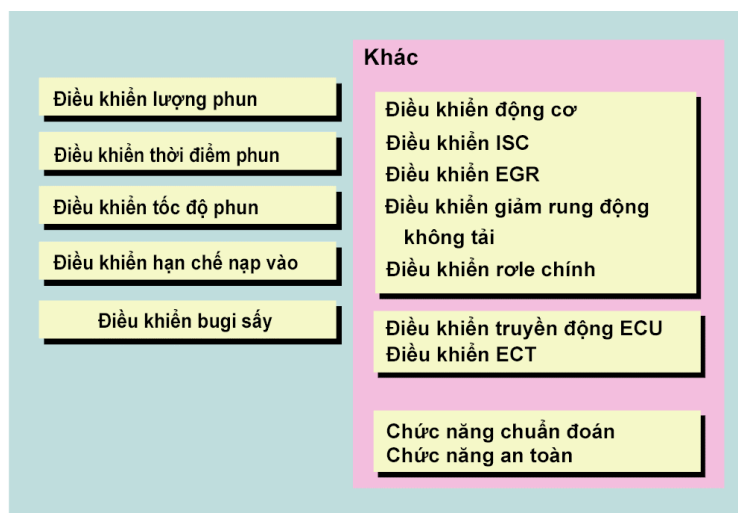 Điều khiển lượng phun
Điều khiển thời điểm phun
Điều khiển tốc độ phun
Điều khiển hạn chế nạp vào
Điều khiển bugi sấy
Khác
Điều khiển động cơ
Điều khiển ISC
Điều khiển EGR
Điều khiển giảm rung động
không tải
Điều khiển rơle chính
Điều khiển truyền động ECU
Điều khiển ECT
Chức năng chuẩn đoán
Chức năng an toàn